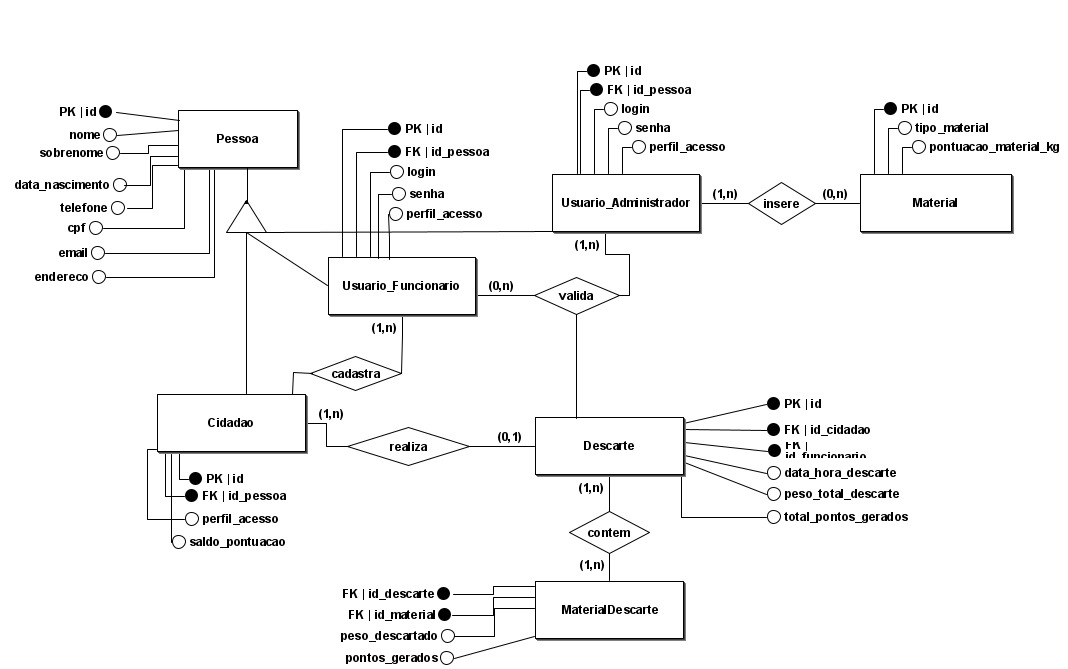 PK | id
nome
sobrenome
data_nascimento
telefone
cpf
email
endereco
Pessoa
PK | id
FK | id_pessoa
login
senha
perfil_acesso
Usuario_Funcionario
PK | id
FK | id_pessoa
login
senha
perfil_acesso
Usuario_Administrador
(1,n)
insere
(0,n)
PK | id
tipo_material
pontuacao_material_kg
Material
(1,n)
(0,n)
valida
(1,n)
cadastra
Cidadao
(1,n)
realiza
(0,1)
Descarte
PK | id
FK | id_cidadao
FK |
id_funcionario
data_hora_descarte
peso_total_descarte
total_pontos_gerados
PK | id
FK | id_pessoa
perfil_acesso
saldo_pontuacao
(1,n)
contem
(1,n)
FK | id_descarte
FK | id_material
peso_descartado
pontos_gerados
MaterialDescarte